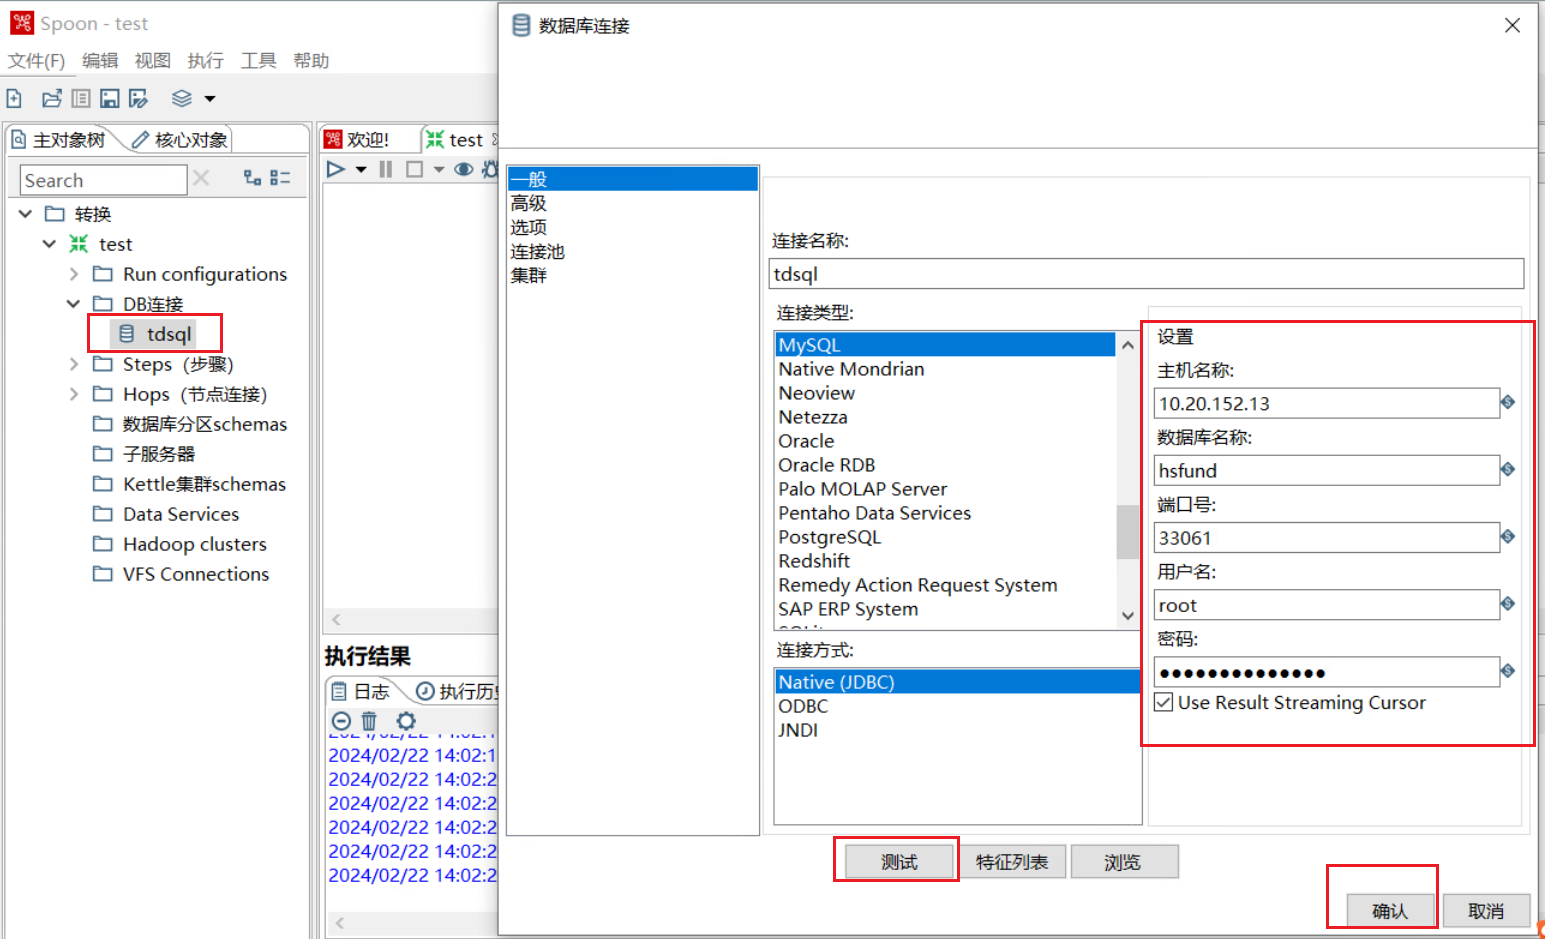 Spoon - test
文件(F) 编辑 视图 执行 工具 帮助
主对象树 核心对象
Search
转换
test
Run configurations
DB连接
tdsql
Steps (步骤)
Hops (节点连接)
数据库分区schemas
子服务器
Kettle集群schemas
Data Services
Hadoop clusters
VFS Connections
欢迎! test
执行结果
日志 执行历
2024/02/22 14:02:1
2024/02/22 14:02:2
2024/02/22 14:02:2
2024/02/22 14:02:2
2024/02/22 14:02:2
2024/02/22 14:02:2
数据库连接
一般
高级
选项
连接池
集群
连接名称:
tdsql
连接类型:
MySQL
Native Mondrian
Neoview
Netezza
Oracle
Oracle RDB
Palo MOLAP Server
Pentaho Data Services
PostgreSQL
Redshift
Remedy Action Request System
SAP ERP System
连接方式:
Native (JDBC)
ODBC
JNDI
设置
主机名称:
10.20.152.13
数据库名称:
hsfund
端口号:
33061
用户名:
root
密码:
●●●●●●●●●●●●●●
Use Result Streaming Cursor
测试 特征列表 浏览
确认 取消